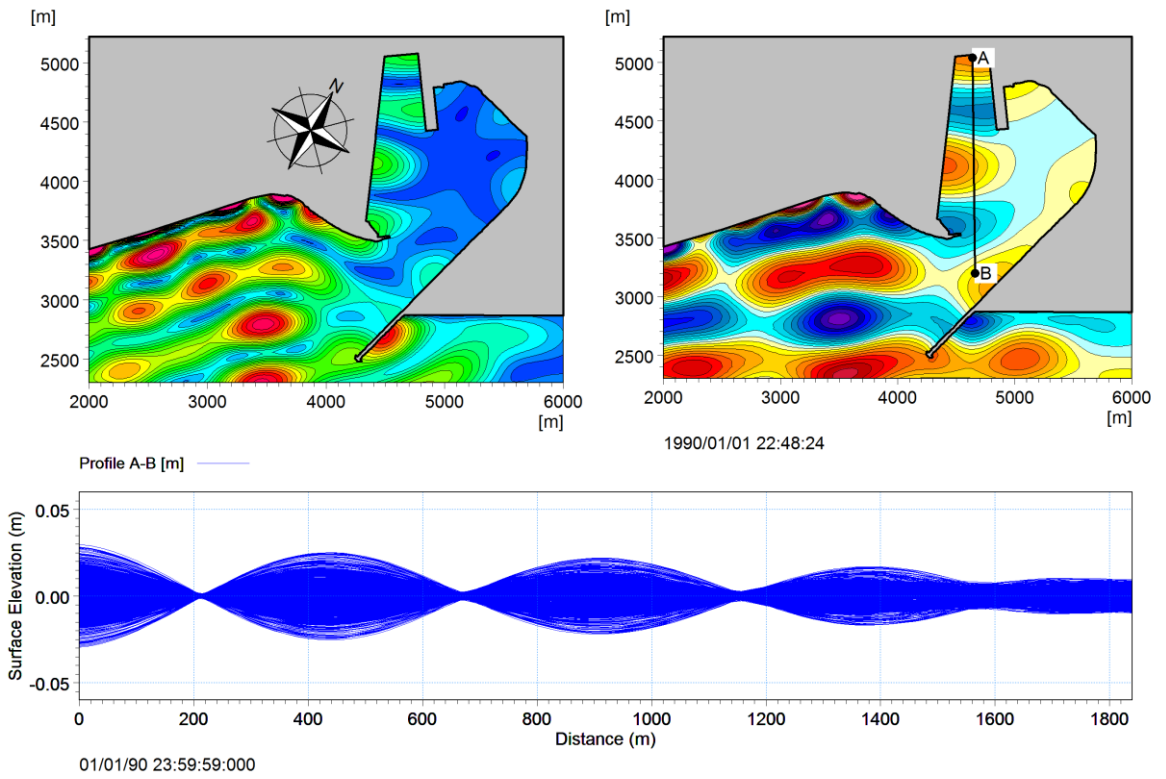 [m]
5000
4500
4000
3500
3000
2500
2000 3000 4000 5000 6000
[m]
N
[m]
5000
4500
4000
3500
3000
2500
2000 3000 4000 5000 6000
[m]
A
B
1990/01/01 22:48:24
Profile A-B [m]
Surface Elevation (m)
0.05
0.00
-0.05
0 200 400 600 800 1000 1200 1400 1600 1800
Distance (m)
01/01/90 23:59:59:000